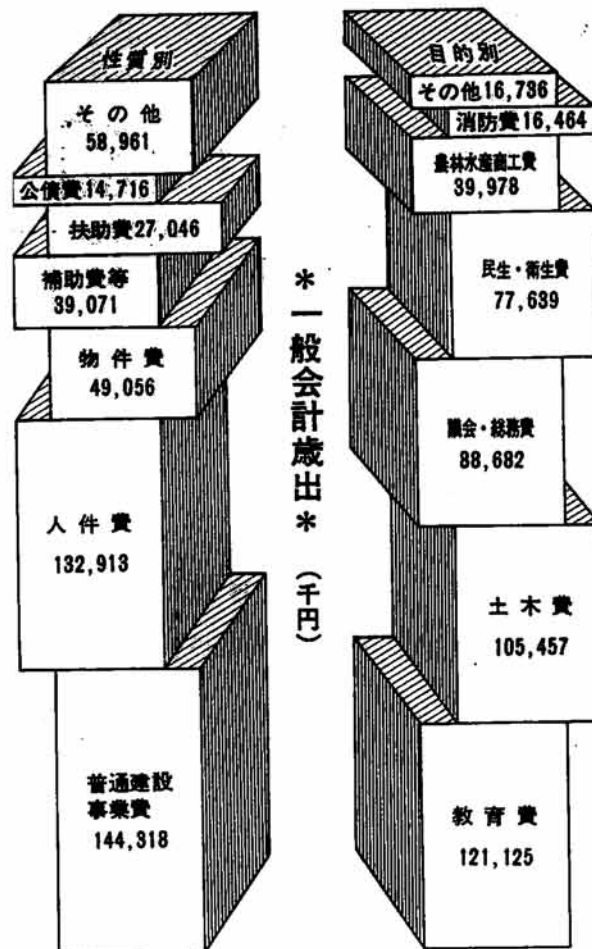 性質別
その他
58,961
公債費14,716
扶助費27,046
補助費等
39,071
物件費
49,056
人件費
132,913
普通建設
事業費
144,318
*一般会計歳出*
(千円)
目的別
その他16,736
消防費16,464
農林水産商工費
39,978
民生・衛生費
77,639
議会・総務費
88,682
土木費
105,457
教育費
121,125